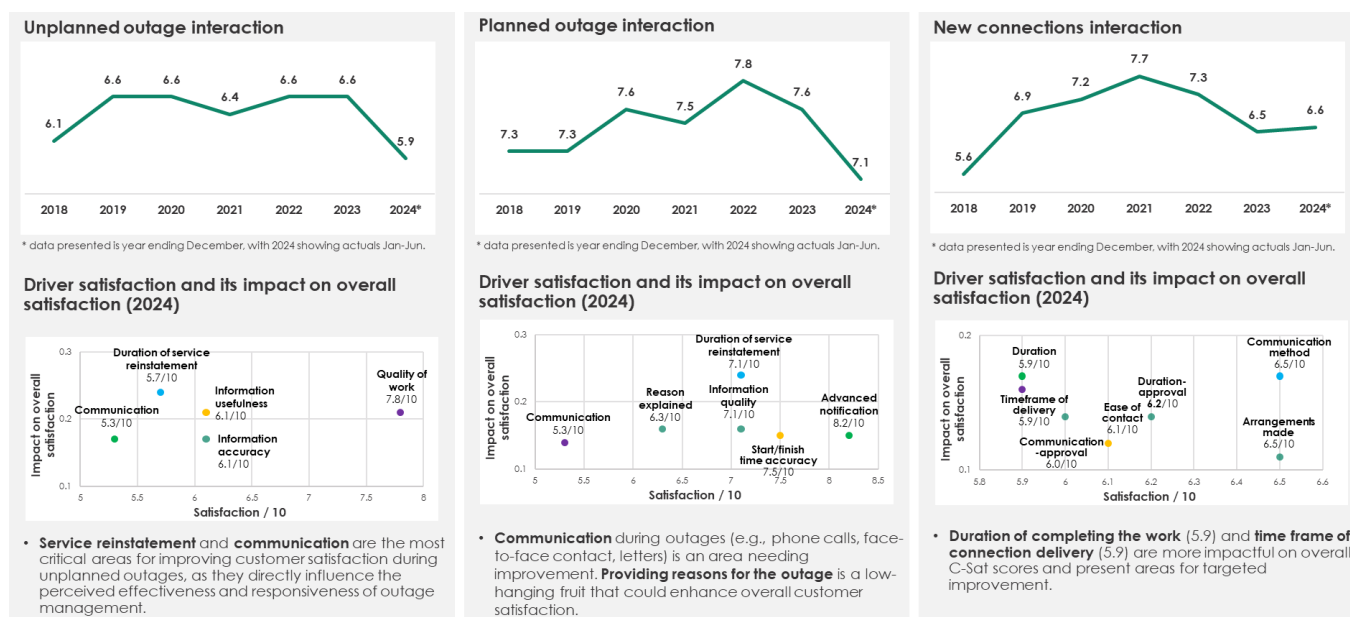 Unplanned outage interaction
6.1
6.6
6.6
6.4
6.6
6.6
5.9
2018
2019
2020
2021
2022
2023
2024*
* data presented is year ending December, with 2024 showing actuals Jan-Jun.
Driver satisfaction and its impact on overall
satisfaction (2024)
Impact on overall
satisfaction
0.3
0.2
0.1
Duration of service
reinstatement
5.7/10
Quality of
work
7.8/10
Information
usefulness
6.1/10
Communication
5.3/10
Information
accuracy
6.1/10
5
5.5
6
6.5
7
7.5
8
Satisfaction / 10
• Service reinstatement and communication are the most
critical areas for improving customer satisfaction during
unplanned outages, as they directly influence the
perceived effectiveness and responsiveness of outage
management.
Planned outage interaction
7.3
7.3
7.6
7.5
7.8
7.6
7.1
2018
2019
2020
2021
2022
2023
2024*
* data presented is year ending December, with 2024 showing actuals Jan-Jun.
Driver satisfaction and its impact on overall
satisfaction (2024)
Impact on overall
satisfaction
0.3
0.2
0.1
Duration of service
reinstatement
7.1/10
Reason
explained
6.3/10
Information
quality
7.1/10
Advanced
notification
8.2/10
Communication
5.3/10
Start/finish
time accuracy
7.5/10
5
5.5
6
6.5
7
7.5
8
8.5
Satisfaction / 10
• Communication during outages (e.g., phone calls, face-
to-face contact, letters) is an area needing
improvement. Providing reasons for the outage is a low-
hanging fruit that could enhance overall customer
satisfaction.
New connections interaction
5.6
6.9
7.2
7.7
7.3
6.5
6.6
2018
2019
2020
2021
2022
2023
2024*
* data presented is year ending December, with 2024 showing actuals Jan-Jun.
Driver satisfaction and its impact on overall
satisfaction (2024)
Impact on overall
satisfaction
0.2
0.1
Duration
5.9/10
Communication
method
6.5/10
Timeframe of
delivery
5.9/10
Duration-
approval
6.2/10
Ease of
contact
6.1/10
Arrangements
made
6.5/10
Communication
-approval
6.0/10
5.8
5.9
6
6.1
6.2
6.3
6.4
6.5
6.6
Satisfaction / 10
• Duration of completing the work (5.9) and time frame of
connection delivery (5.9) are more impactful on overall
C-Sat scores and present areas for targeted
improvement.